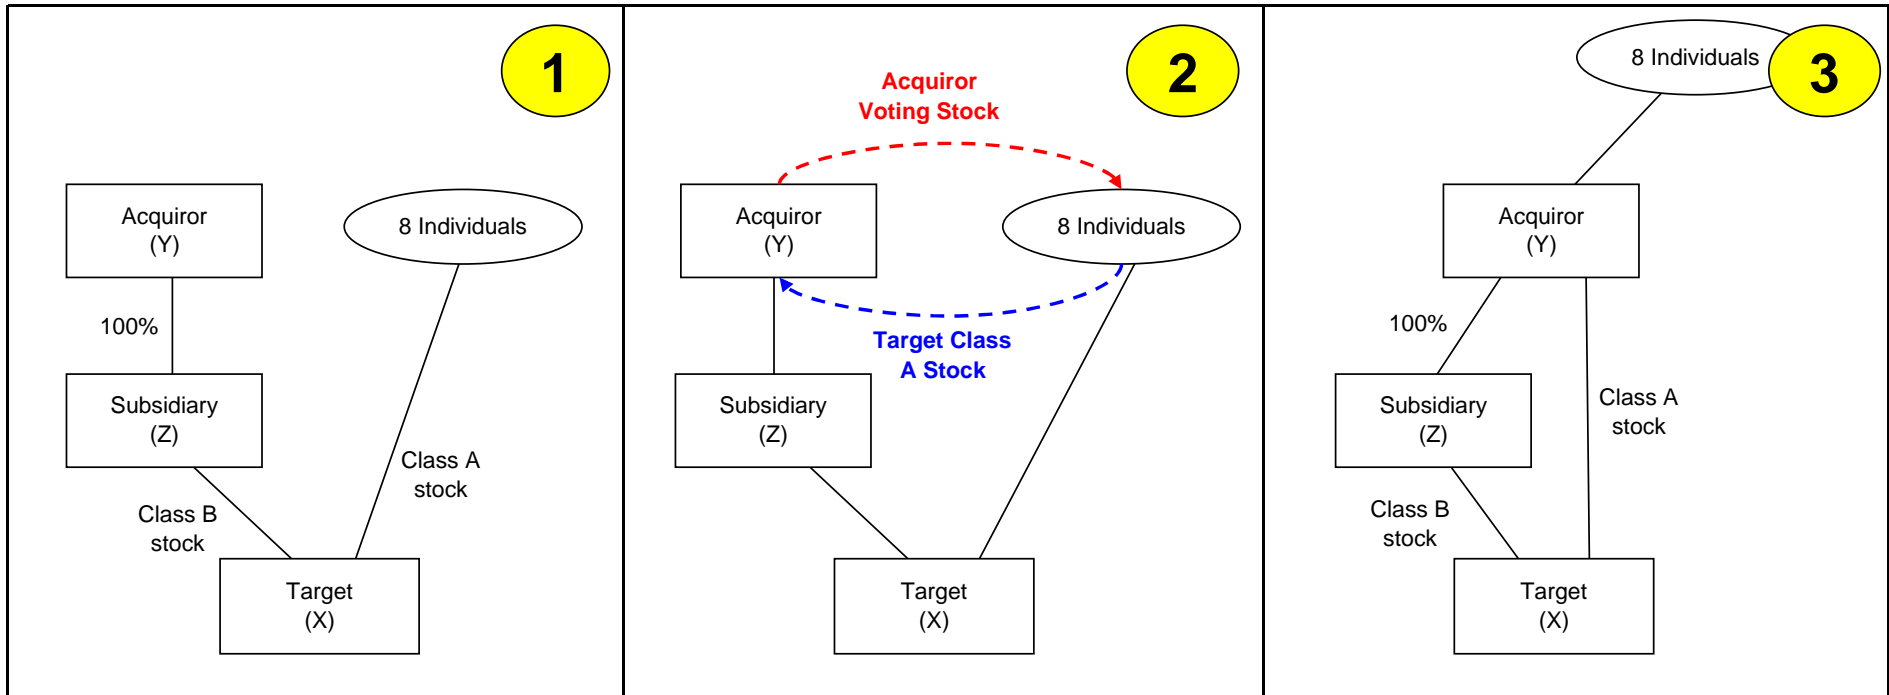 1
Acquiror
(Y)
8 Individuals
100%
Subsidiary
(Z)
Class A
stock
Class B
stock
Target
(X)
2
Acquiror
Voting Stock
Acquiror
(Y)
8 Individuals
Target Class
A Stock
Subsidiary
(Z)
Target
(X)
3
8 Individuals
Acquiror
(Y)
100%
Subsidiary
(Z)
Class A
stock
Class B
stock
Target
(X)